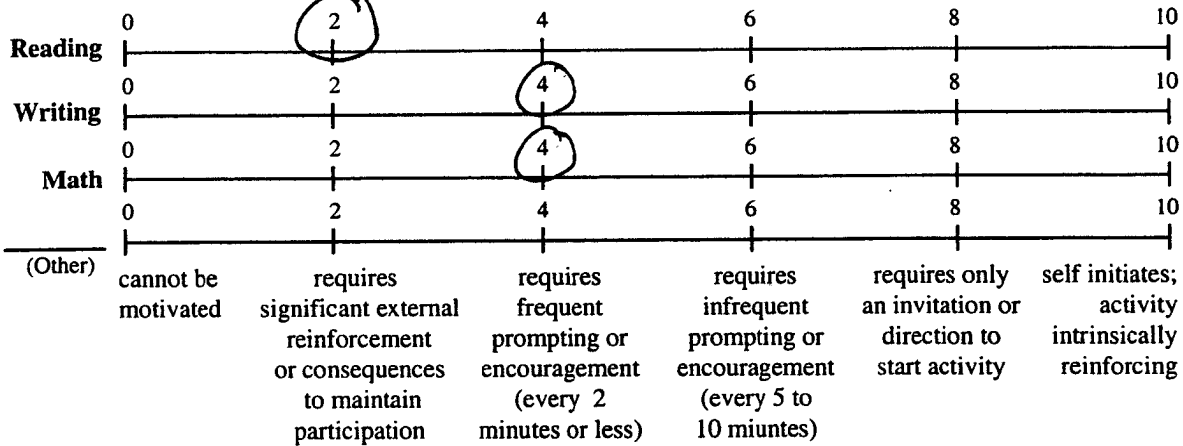 0 2 4 6 8 10
Reading
0 2 4 6 8 10
Writing
0 2 4 6 8 10
Math
0 2 4 6 8 10
(Other)
cannot be
motivated
requires
significant external
reinforcement
or consequences
to maintain
participation
requires
frequent
prompting or
encouragement
(every 2
minutes or less)
requires
infrequent
prompting or
encouragement
(every 5 to
10 miuntes)
requires only
an invitation or
direction to
start activity
self initiates;
activity
intrinsically
reinforcing